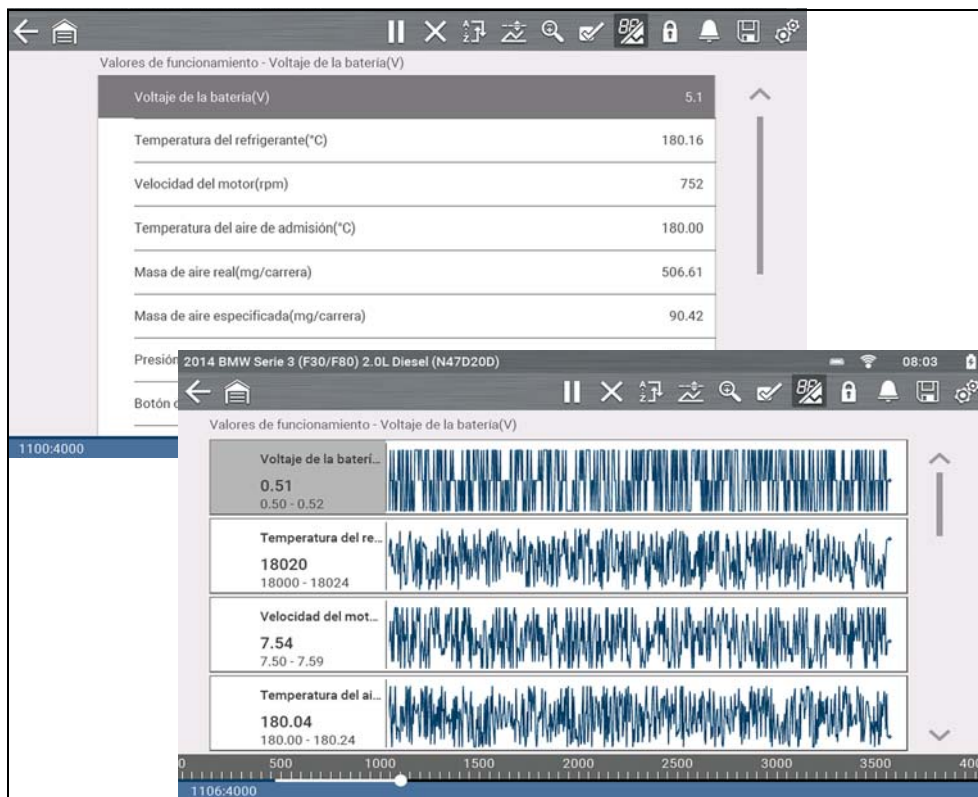 Valores de funcionamiento - Voltaje de la batería(V)
Voltaje de la batería(V) 5.1
Temperatura del refrigerante(°C) 180.16
Velocidad del motor(rpm) 752
Temperatura del aire de admisión(°C) 180.00
Masa de aire real(mg/carrera) 506.61
Masa de aire especificada(mg/carrera) 90.42
Presión
Botón
1100:4000
2014 BMW Serie 3 (F30/F80) 2.0L Diesel (N47D20D) 08:03
Valores de funcionamiento - Voltaje de la batería(V)
Voltaje de la baterí...
0.51
0.50 - 0.52
Temperatura del re...
18020
18000 - 18024
Velocidad del mot...
7.54
7.50 - 7.59
Temperatura del ai...
180.04
180.00 - 180.24
0 500 1000 1500 2000 2500 3000 3500 400
1106:4000